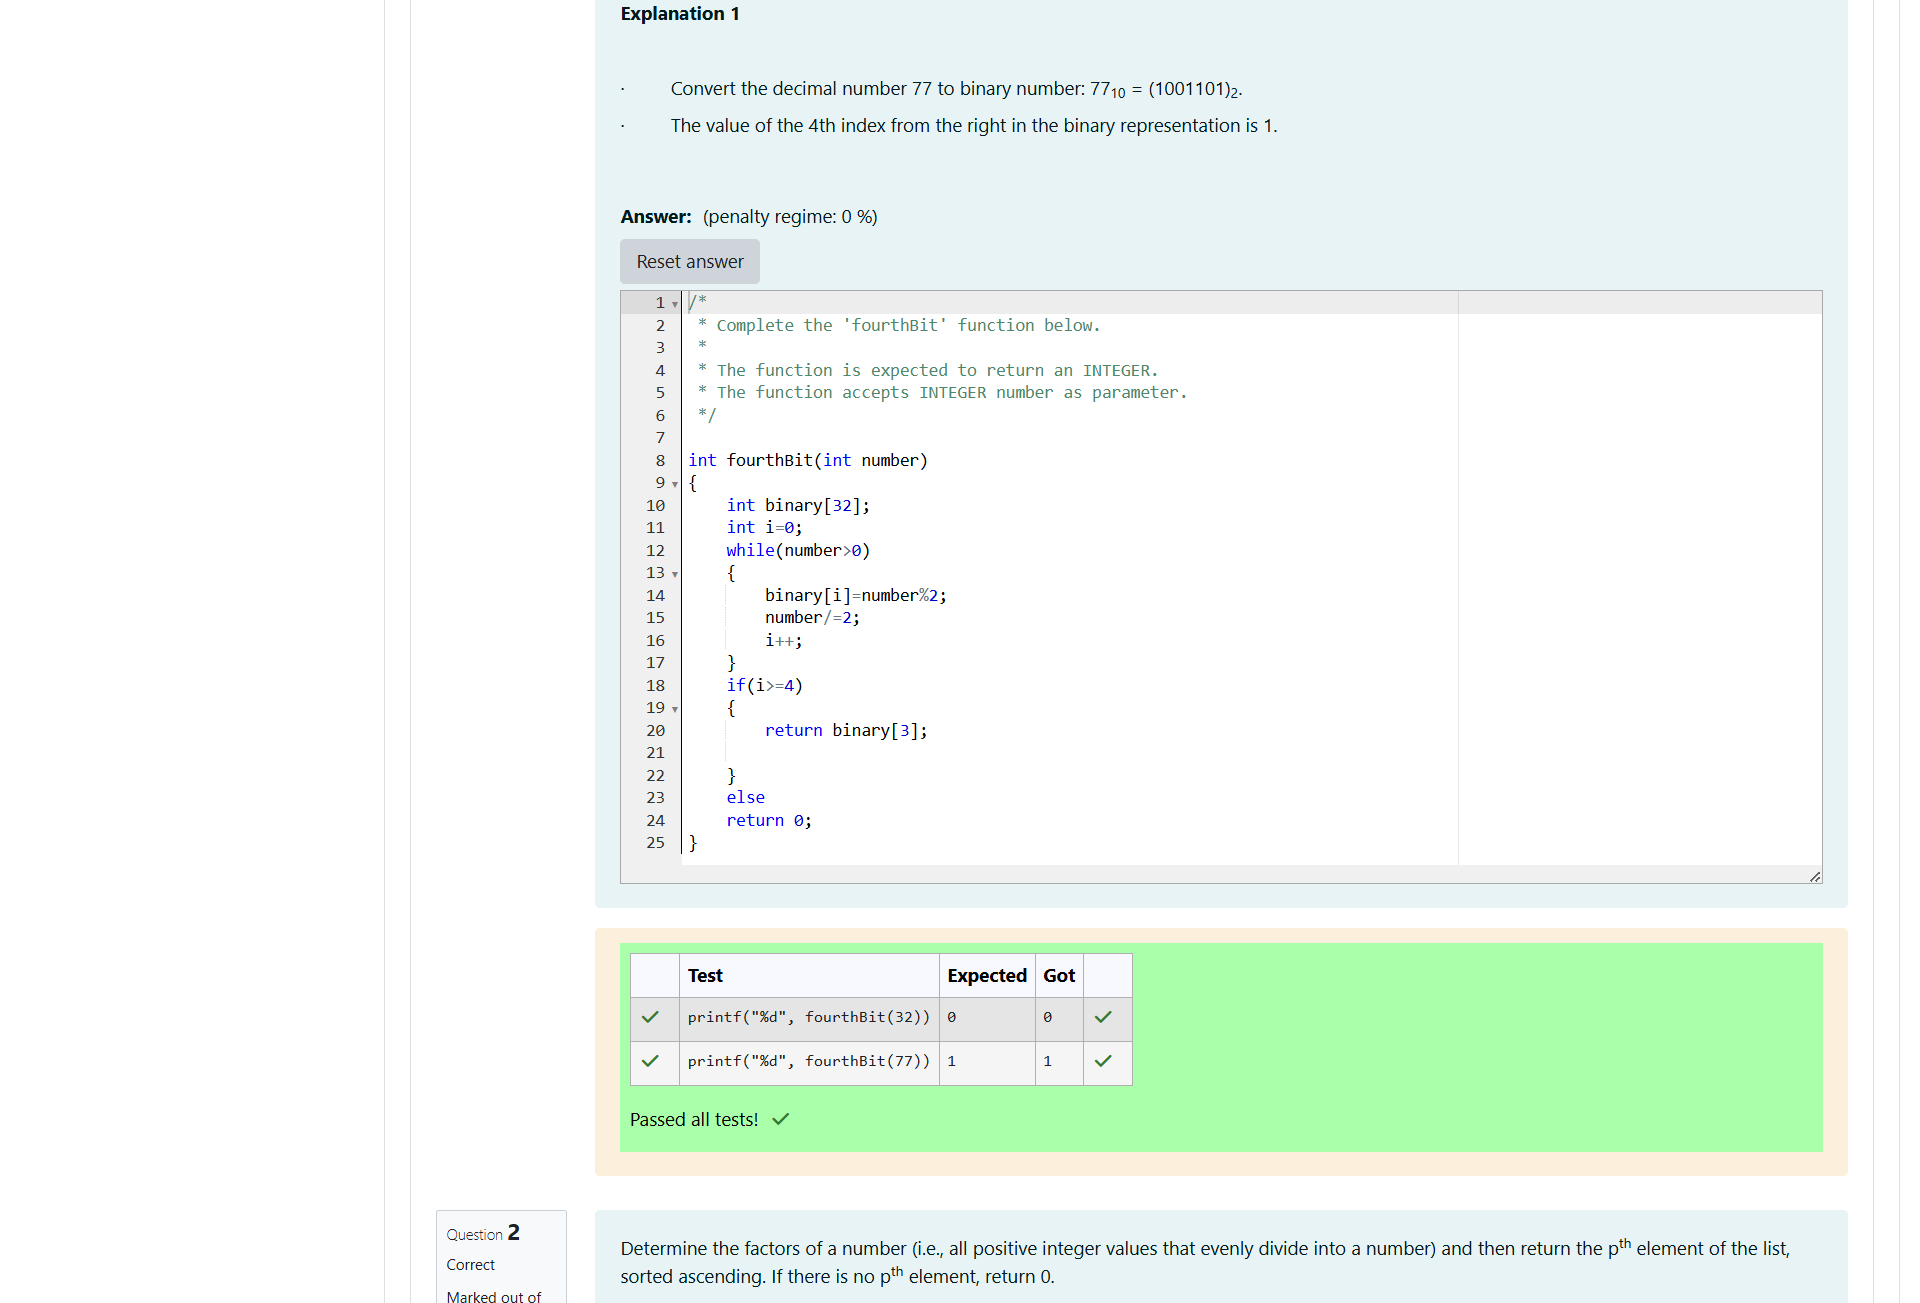 Explanation 1
· Convert the decimal number 77 to binary number: 77₁₀ = (1001101)₂.
· The value of the 4th index from the right in the binary representation is 1.
Answer: (penalty regime: 0 %)
Reset answer
1 /*
2  * Complete the 'fourthBit' function below.
3  *
4  * The function is expected to return an INTEGER.
5  * The function accepts INTEGER number as parameter.
6  */
7
8 int fourthBit(int number)
9 {
10     int binary[32];
11     int i=0;
12     while(number>0)
13     {
14         binary[i]=number%2;
15         number/=2;
16         i++;
17     }
18     if(i>=4)
19     {
20         return binary[3];
21
22     }
23     else
24     return 0;
25 }
Test Expected Got
printf("%d", fourthBit(32)) 0 0
printf("%d", fourthBit(77)) 1 1
Passed all tests!
Question 2
Correct
Marked out of
Determine the factors of a number (i.e., all positive integer values that evenly divide into a number) and then return the pᵗʰ element of the list,
sorted ascending. If there is no pᵗʰ element, return 0.